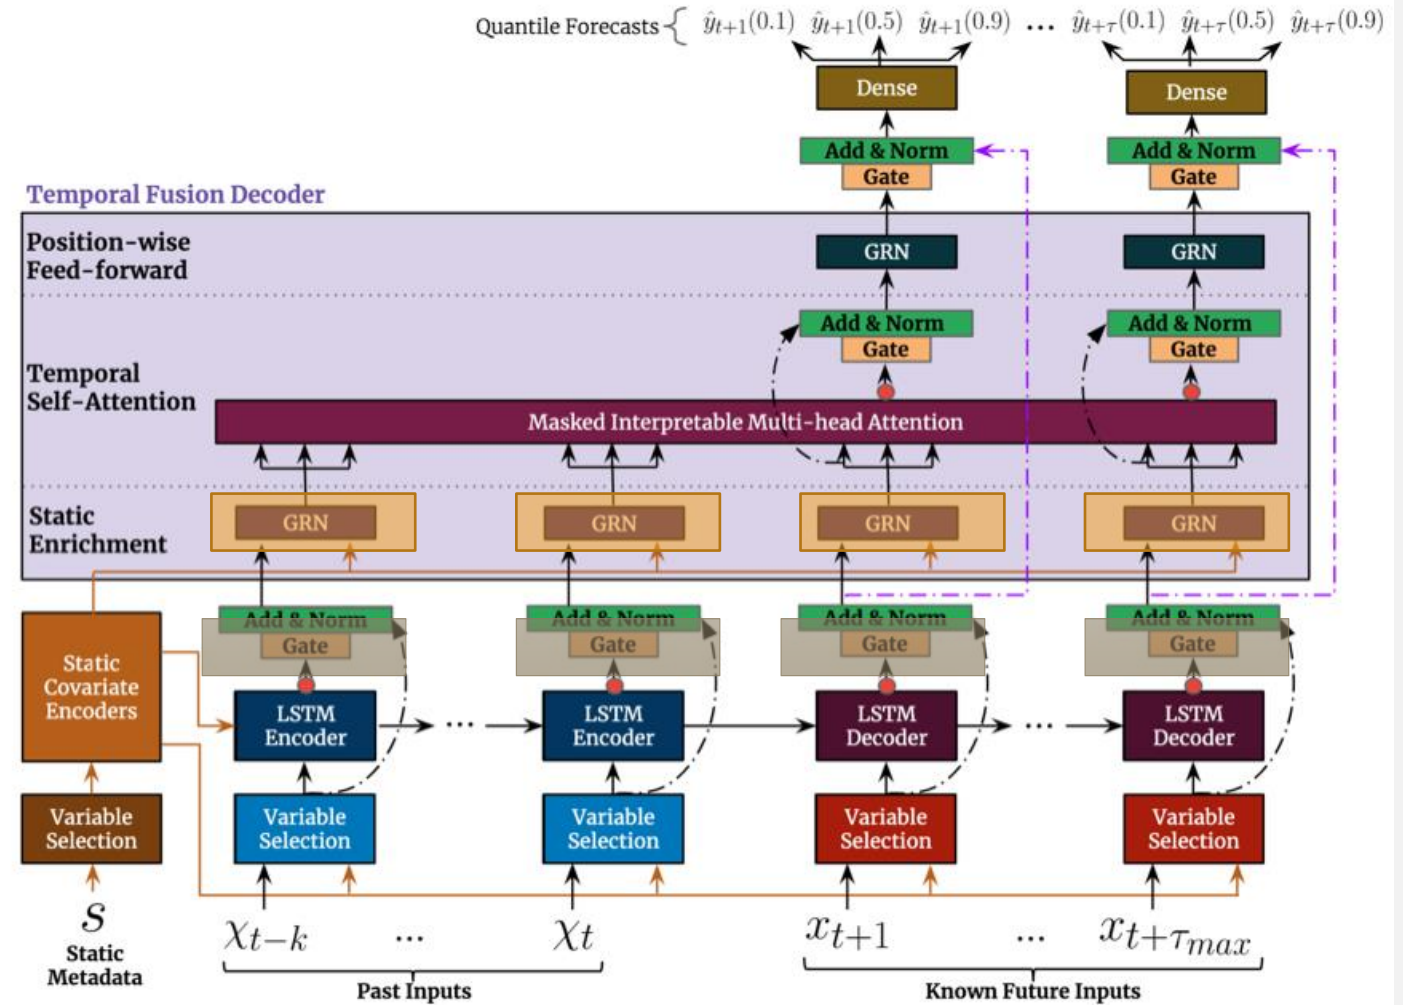 Quantile Forecasts { ŷt+1(0.1) ŷt+1(0.5) ŷt+1(0.9) ... ŷt+τ(0.1) ŷt+τ(0.5) ŷt+τ(0.9)
Dense Dense
Add & Norm Add & Norm
Gate Gate
Temporal Fusion Decoder
Position-wise
Feed-forward
GRN GRN
Add & Norm Add & Norm
Gate Gate
Temporal
Self-Attention
Masked Interpretable Multi-head Attention
Static
Enrichment
GRN GRN GRN GRN
Add & Norm Add & Norm Add & Norm Add & Norm
Gate Gate Gate Gate
Static
Covariate
Encoders
LSTM
Encoder
...
LSTM
Encoder
LSTM
Decoder
...
LSTM
Decoder
Variable
Selection
Variable
Selection
Variable
Selection
Variable
Selection
Variable
Selection
s
Static
Metadata
χt−k ... χt xt+1 ... xt+τmax
Past Inputs
Known Future Inputs